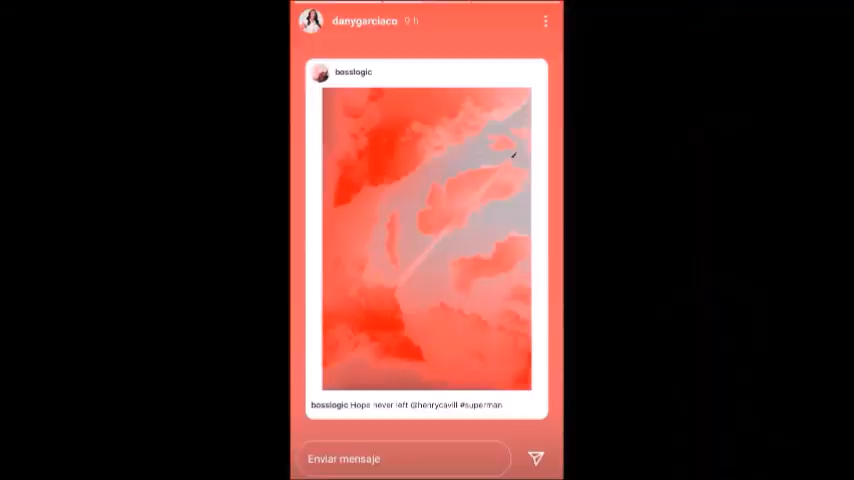 danygarciaco 9 h
bosslogic
bosslogic Hope never left @henrycavill #superman
Enviar mensaje